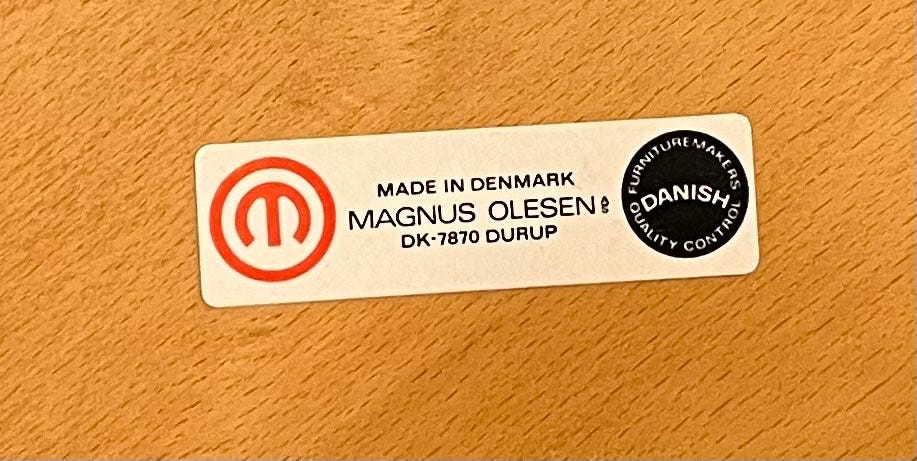 MADE IN DENMARK
MAGNUS OLESEN A/S
DK-7870 DURUP
FURNITUREMAKERS
DANISH
QUALITY CONTROL